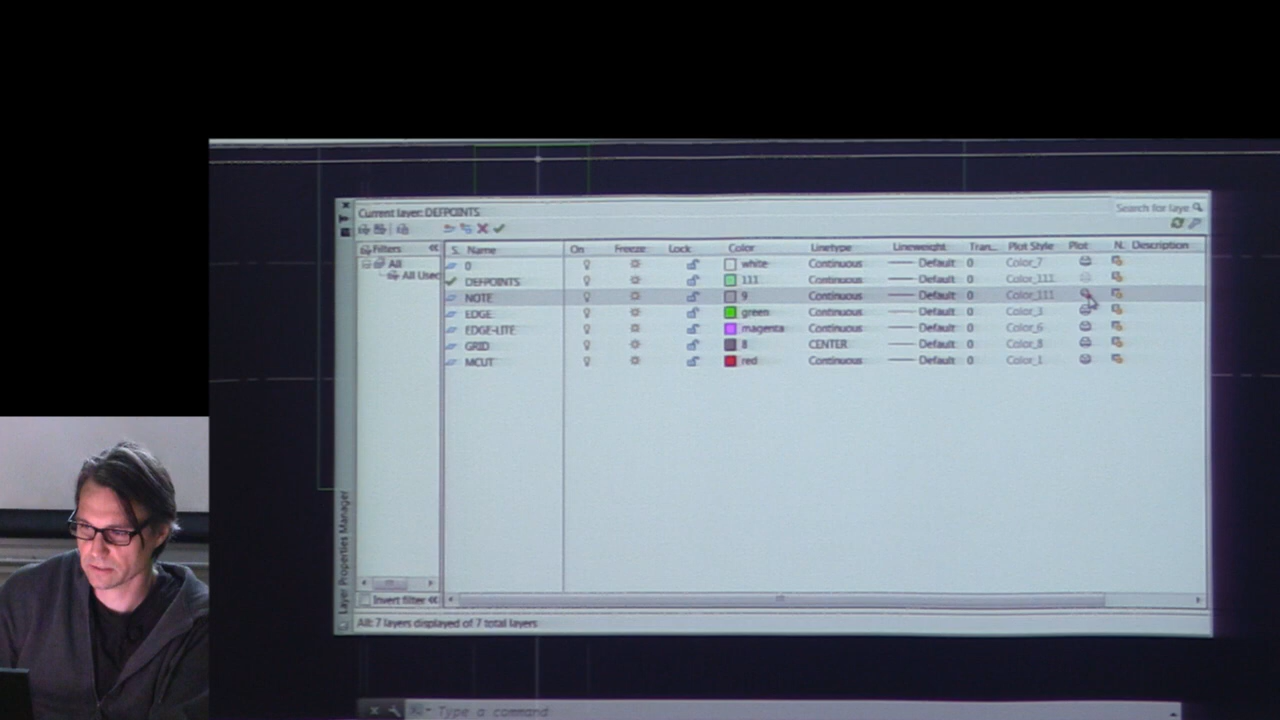 Current layer: DEFPOINTS
Search for laye
Filters
S. Name On Freeze Lock Color Linetype Lineweight Tran... Plot Style Plot N. Description
All
All Used
0 white Continuous Default 0 Color_7
DEFPOINTS 111 Continuous Default 0 Color_111
NOTE 9 Continuous Default 0 Color_111
EDGE green Continuous Default 0 Color_3
EDGE-LITE magenta Continuous Default 0 Color_6
GRID 8 CENTER Default 0 Color_8
MCUT red Continuous Default 0 Color_1
Invert filter
All: 7 layers displayed of 7 total layers
Layer Properties Manager
Type a command